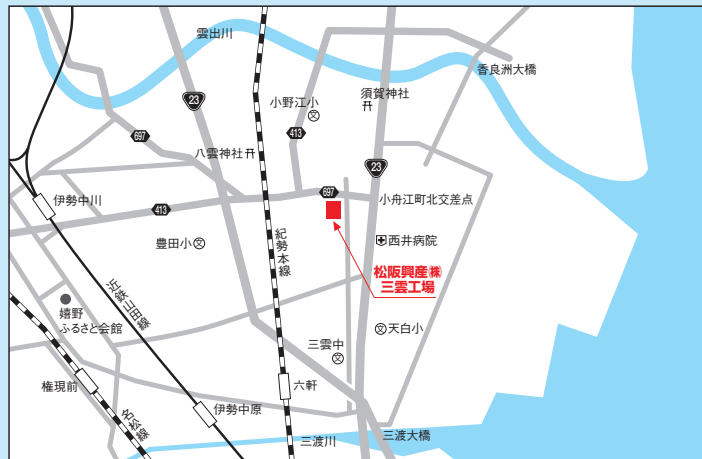 雲出川
香良洲大橋
23
小野江小
須賀神社
413
697
八雲神社
23
697
小舟江町北交差点
伊勢中川
413
豊田小
紀勢本線
西井病院
松阪興産㈱
三雲工場
近鉄山田線
嬉野
ふるさと会館
天白小
三雲中
権現前
六軒
名松線
伊勢中原
三渡川
三渡大橋